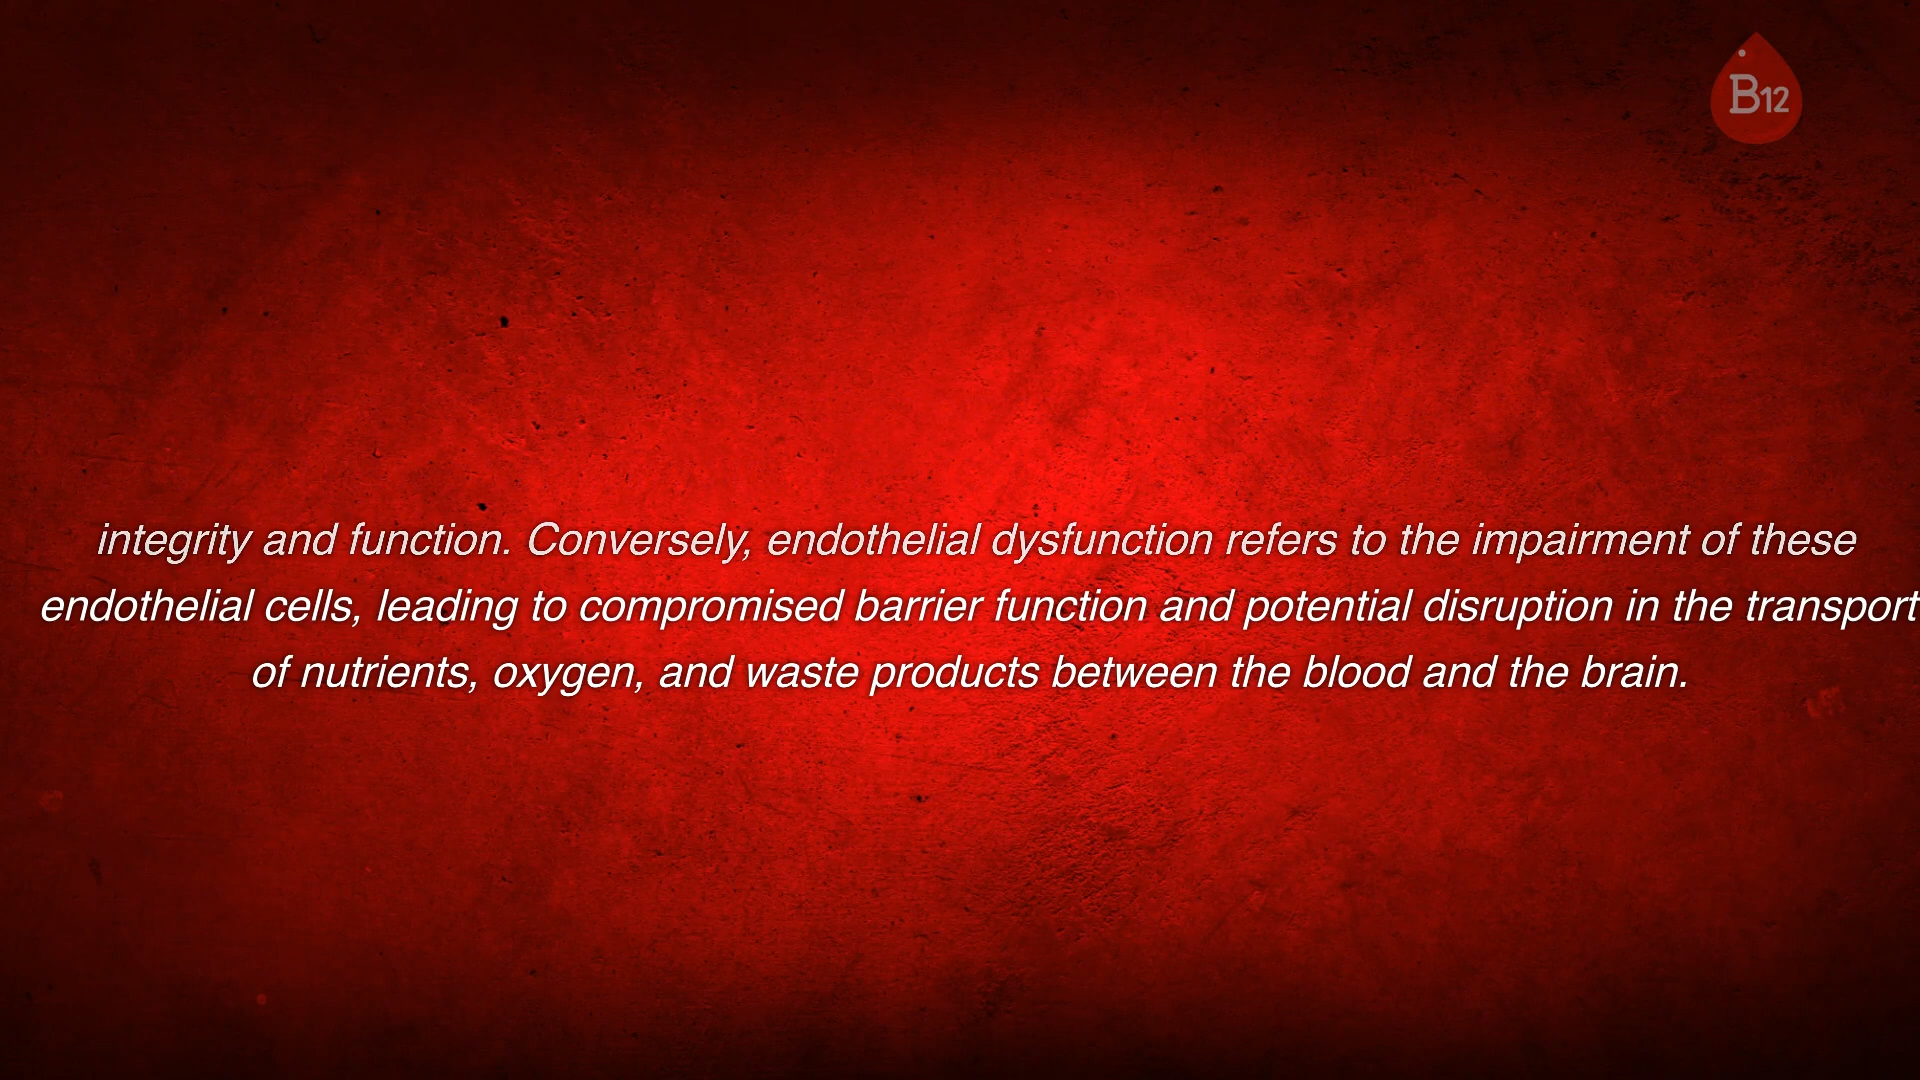 B12
integrity and function. Conversely, endothelial dysfunction refers to the impairment of these
endothelial cells, leading to compromised barrier function and potential disruption in the transport
of nutrients, oxygen, and waste products between the blood and the brain.